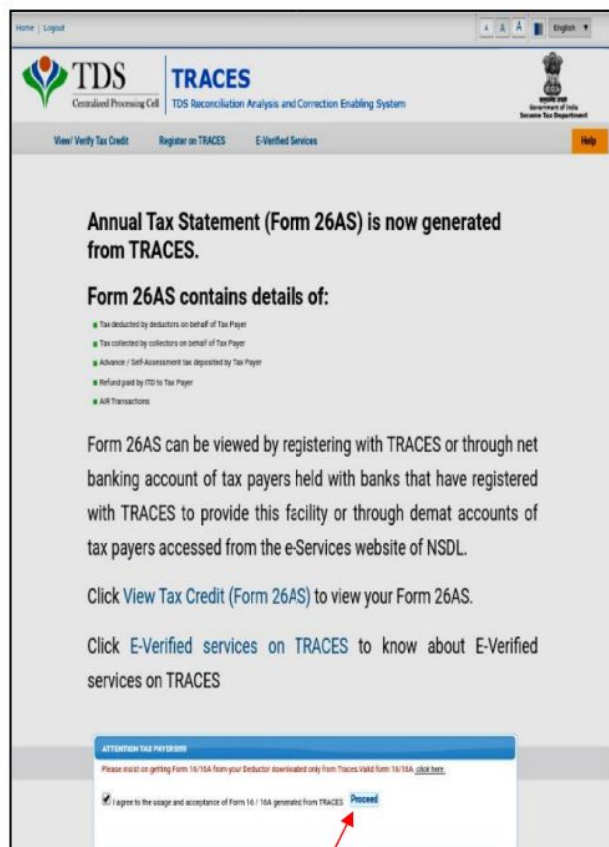 Home | Logout
A A A English
TDS
Centralized Processing Cell
TRACES
TDS Reconciliation Analysis and Correction Enabling System
Government of India
Income Tax Department
View/ Verify Tax Credit Register on TRACES E-Verified Services Help
Annual Tax Statement (Form 26AS) is now generated
from TRACES.
Form 26AS contains details of:
Tax deducted by deductors on behalf of Tax Payer
Tax collected by collectors on behalf of Tax Payer
Advance / Self-Assessment tax deposited by Tax Payer
Refund paid by ITD to Tax Payer
AIR Transactions
Form 26AS can be viewed by registering with TRACES or through net
banking account of tax payers held with banks that have registered
with TRACES to provide this facility or through demat accounts of
tax payers accessed from the e-Services website of NSDL.
Click View Tax Credit (Form 26AS) to view your Form 26AS.
Click E-Verified services on TRACES to know about E-Verified
services on TRACES
ATTENTION TAX PAYERS!!!!!
Please insist on getting Form 16/16A from your Deductor downloaded only from Traces.Valid form 16/16A, click here.
I agree to the usage and acceptance of Form 16 / 16A generated from TRACES Proceed